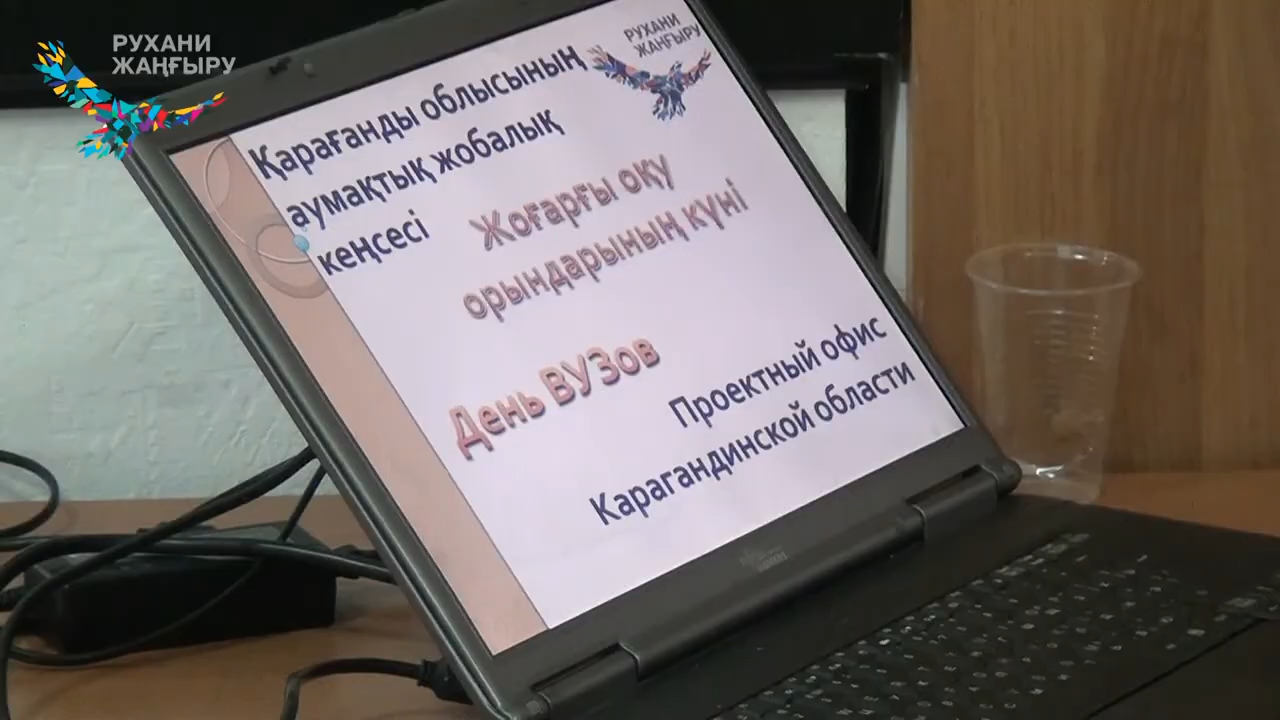 РУХАНИ
ЖАҢҒЫРУ
РУХАНИ
ЖАҢҒЫРУ
Қарағанды облысының
аумақтық жобалық
кеңсесі
Жоғарғы оқу
орындарының күні
День ВУЗов
Проектный офис
Карагандинской области